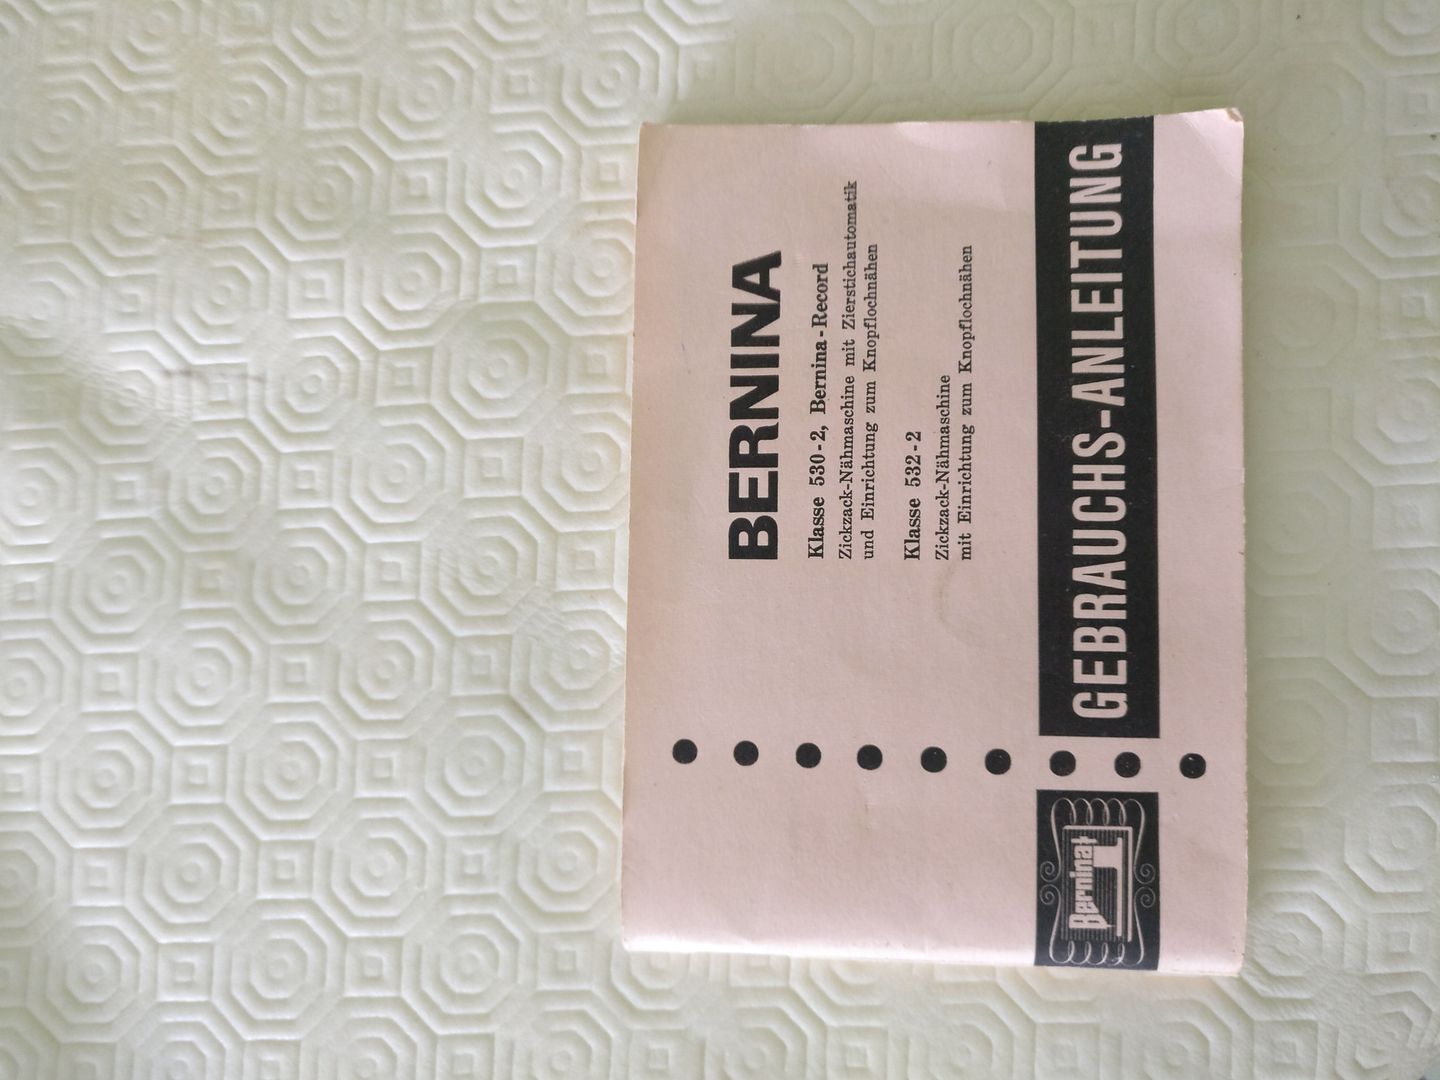 BERNINA
Klasse 530-2, Bernina-Record
Zickzack-Nähmaschine mit Zierstichautomatik
und Einrichtung zum Knopflochnähen
Klasse 532-2
Zickzack-Nähmaschine
mit Einrichtung zum Knopflochnähen
Bernina
GEBRAUCHS-ANLEITUNG